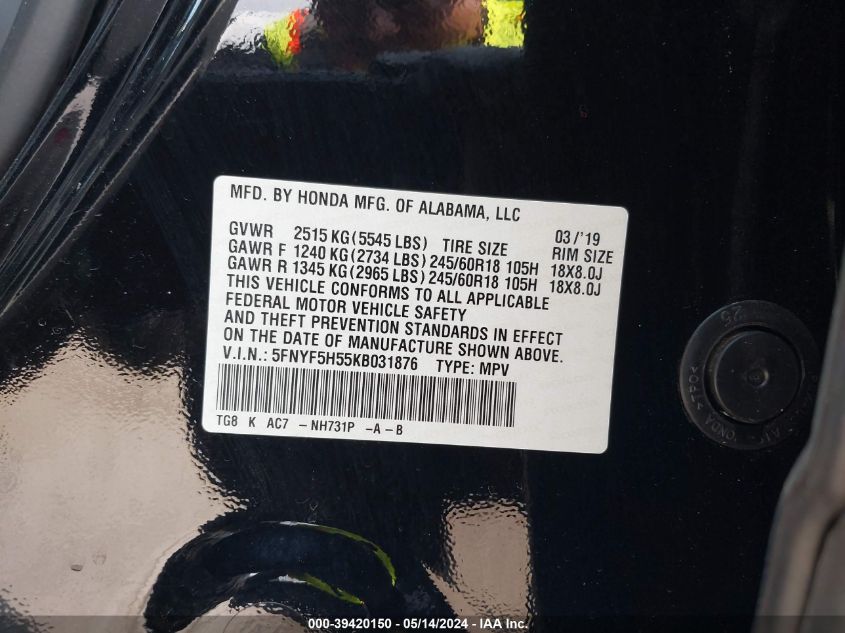 MFD. BY HONDA MFG. OF ALABAMA, LLC
03/'19
GVWR 2515 KG(5545 LBS) TIRE SIZE RIM SIZE
GAWR F 1240 KG(2734 LBS)245/60R18 105H 18X8.0J
GAWR R 1345 KG(2965 LBS)245/60R18 105H 18X8.0J
THIS VEHICLE CONFORMS TO ALL APPLICABLE
FEDERAL MOTOR VEHICLE SAFETY
AND THEFT PREVENTION STANDARDS IN EFFECT
ON THE DATE OF MANUFACTURE SHOWN ABOVE.
V.I.N.: 5FNYF5H55KB031876 TYPE: MPV
TG8 K AC7 -NH731P -A-B
25
000-39420150 - 05/14/2024 - IAA Inc.